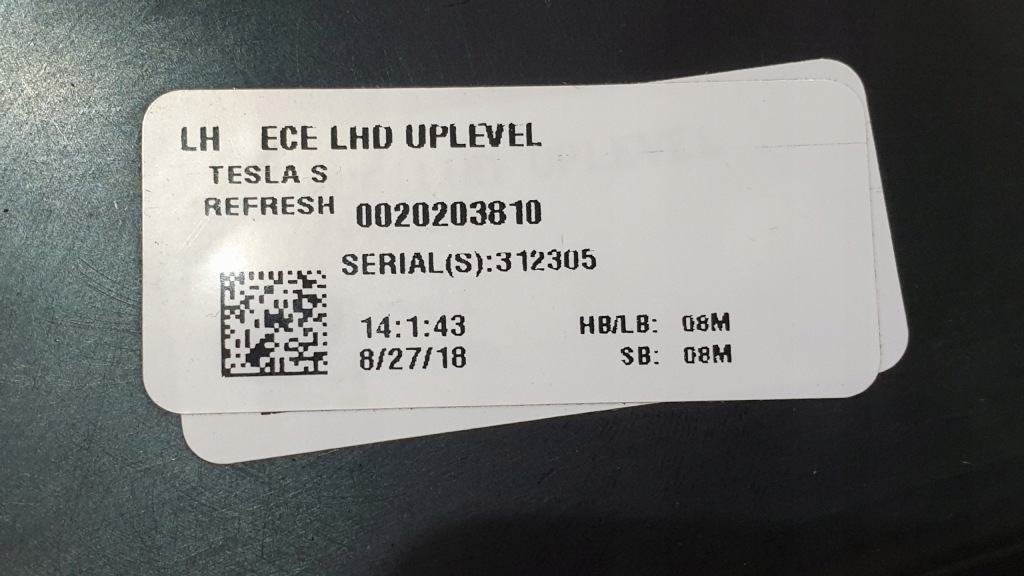 LH ECE LHD UPLEVEL
TESLA S
REFRESH 0020203810
SERIAL(S):312305
14:1:43 HB/LB: 08M
8/27/18 SB: 08M